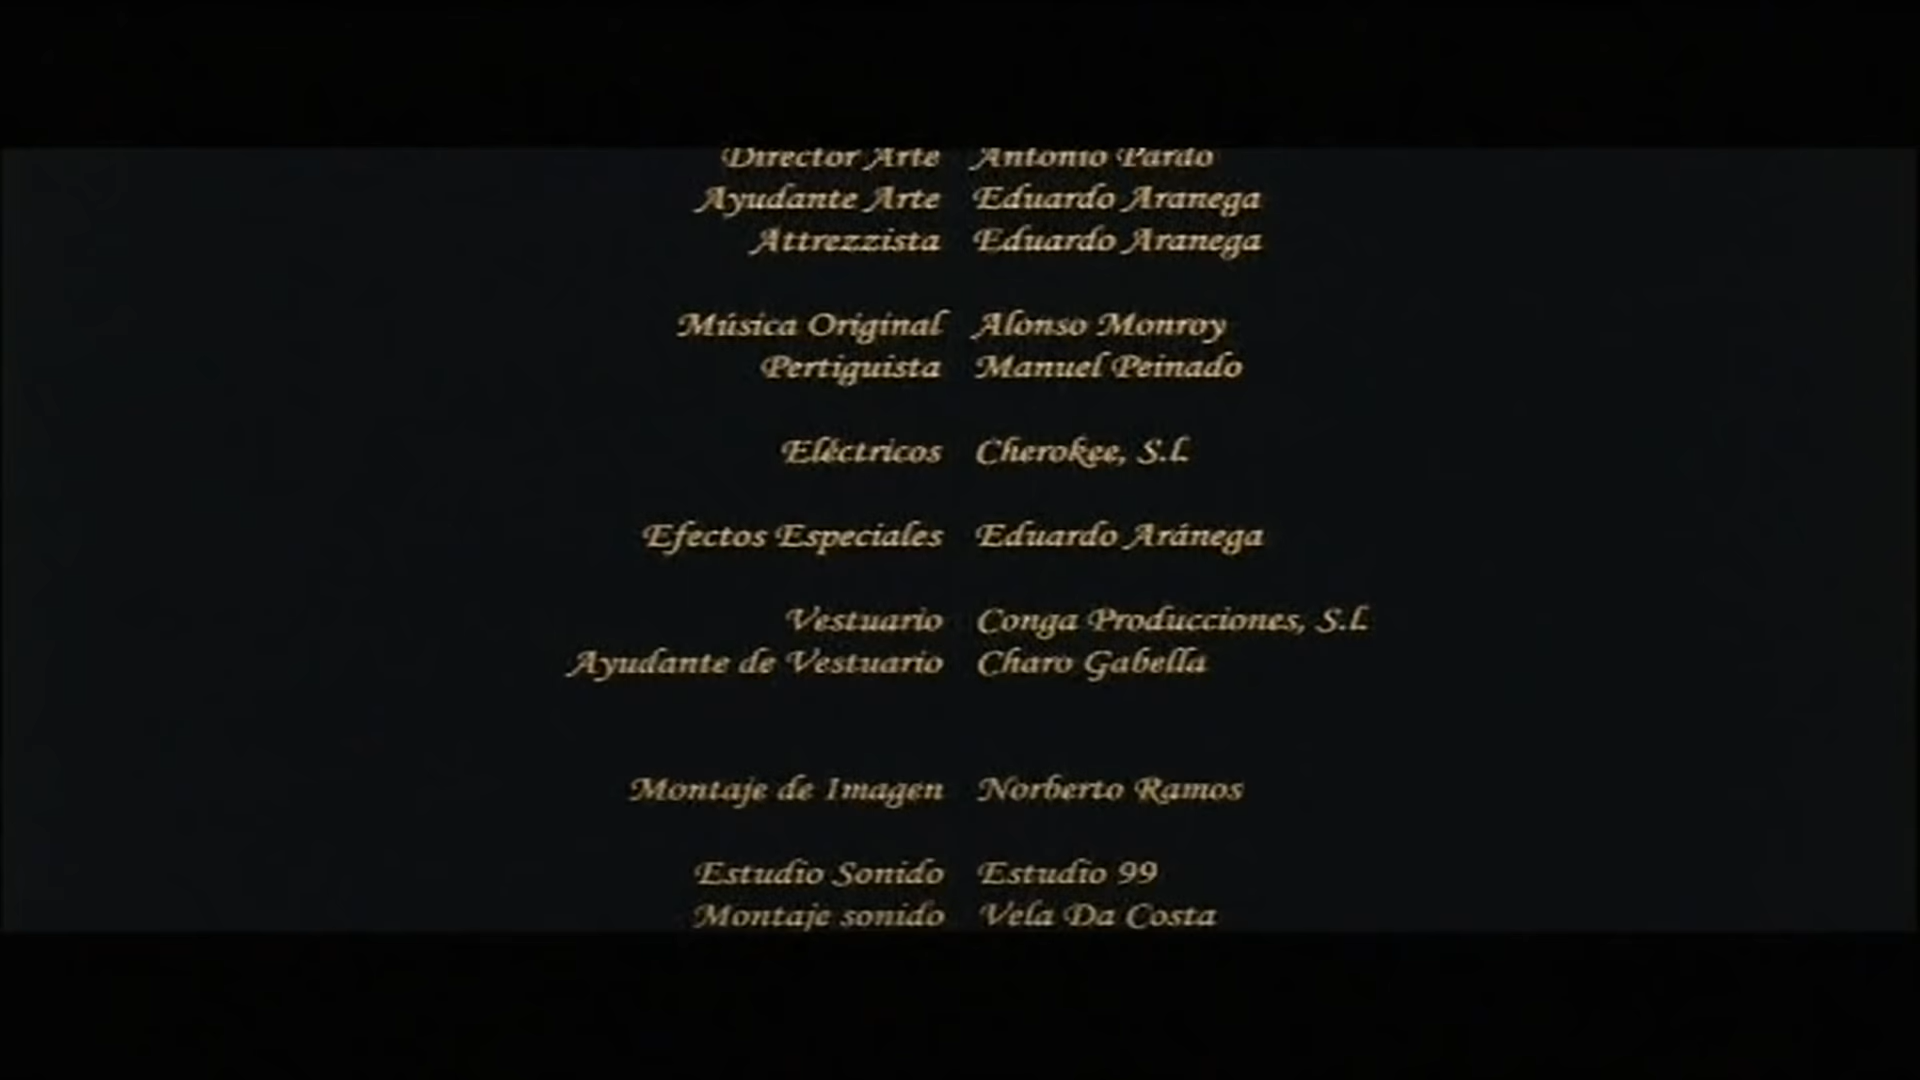 Director Arte Antonio Pardo
Ayudante Arte Eduardo Aranega
Attrezzista Eduardo Aranega
Música Original Alonso Monroy
Pertiguista Manuel Peinado
Eléctricos Cherokee, S.L
Efectos Especiales Eduardo Aránega
Vestuario Conga Producciones, S.L
Ayudante de Vestuario Charo Gabella
Montaje de Imagen Norberto Ramos
Estudio Sonido Estudio 99
Montaje sonido Vela Da Costa